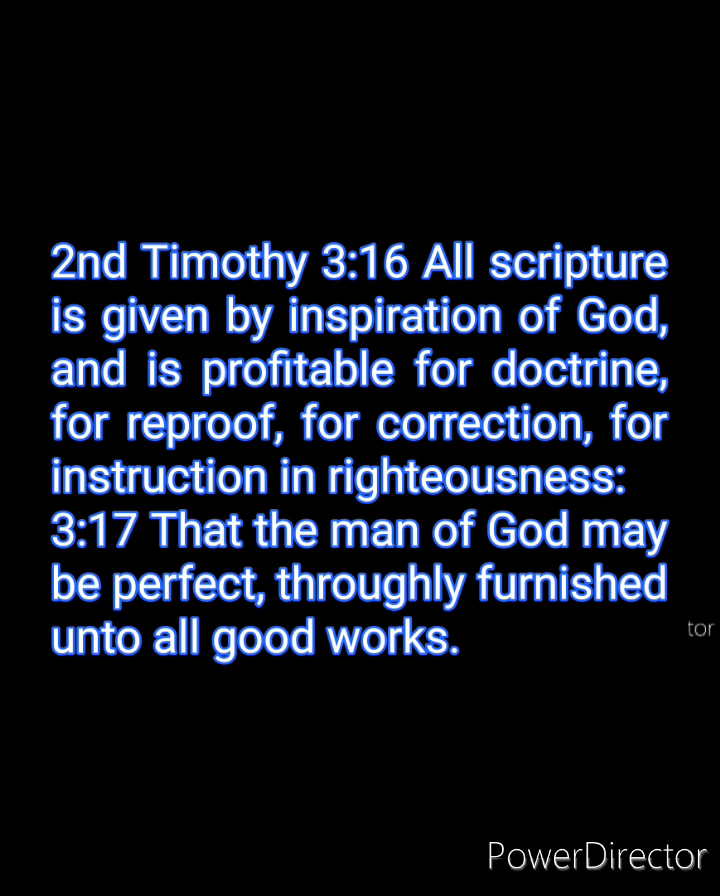 2nd Timothy 3:16 All scripture
is given by inspiration of God,
and is profitable for doctrine,
for reproof, for correction, for
instruction in righteousness:
3:17 That the man of God may
be perfect, throughly furnished
unto all good works.
tor
PowerDirector